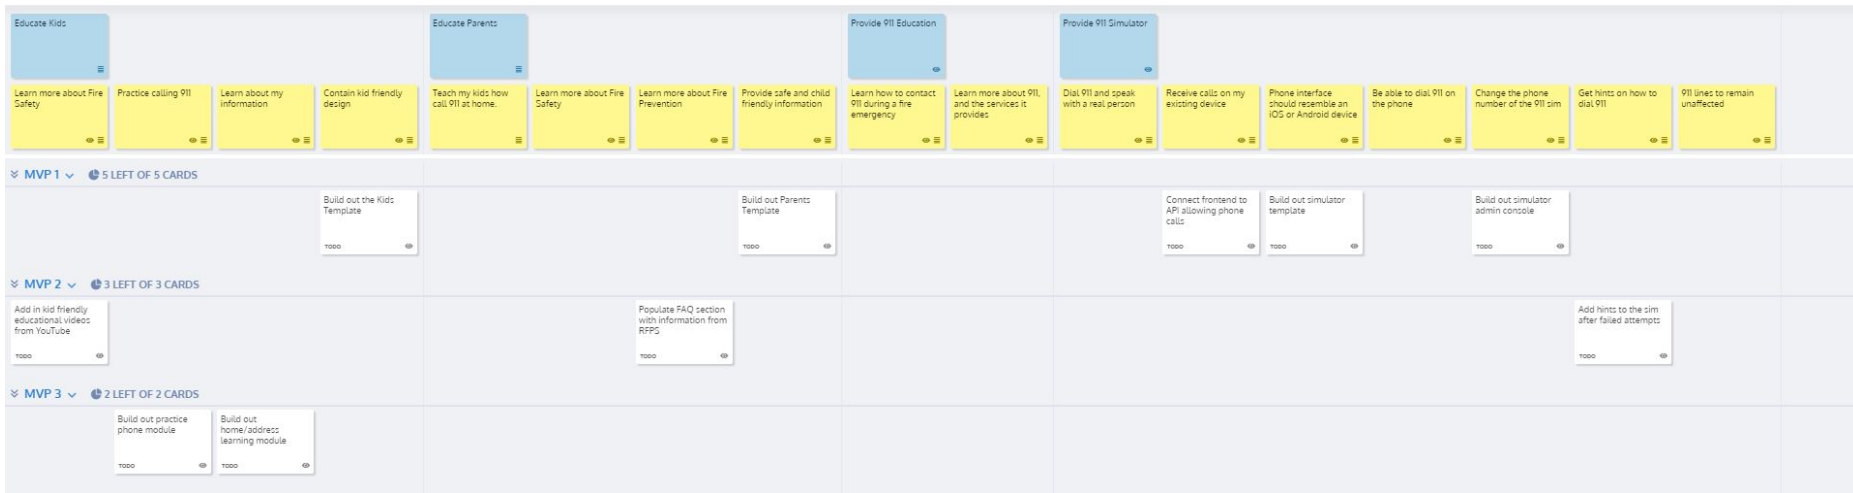 Educate Kids
Educate Parents
Provide 911 Education
Provide 911 Simulator
Learn more about Fire
Safety
Practice calling 911
Learn about my
information
Contain kid friendly
design
Teach my kids how
call 911 at home.
Learn more about Fire
Safety
Learn more about Fire
Prevention
Provide safe and child
friendly information
Learn how to contact
911 during a fire
emergency
Learn more about 911,
and the services it
provides
Dial 911 and speak
with a real person
Receive calls on my
existing device
Phone interface
should resemble an
iOS or Android device
Be able to dial 911 on
the phone
Change the phone
number of the 911 sim
Get hints on how to
dial 911
911 lines to remain
unaffected
MVP 1
5 LEFT OF 5 CARDS
Build out the Kids
Template
TODO
Build out Parents
Template
TODO
Connect frontend to
API allowing phone
calls
TODO
Build out simulator
template
TODO
Build out simulator
admin console
TODO
MVP 2
3 LEFT OF 3 CARDS
Add in kid friendly
educational videos
from YouTube
TODO
Populate FAQ section
with information from
RFPS
TODO
Add hints to the sim
after failed attempts
TODO
MVP 3
2 LEFT OF 2 CARDS
Build out practice
phone module
TODO
Build out
home/address
learning module
TODO